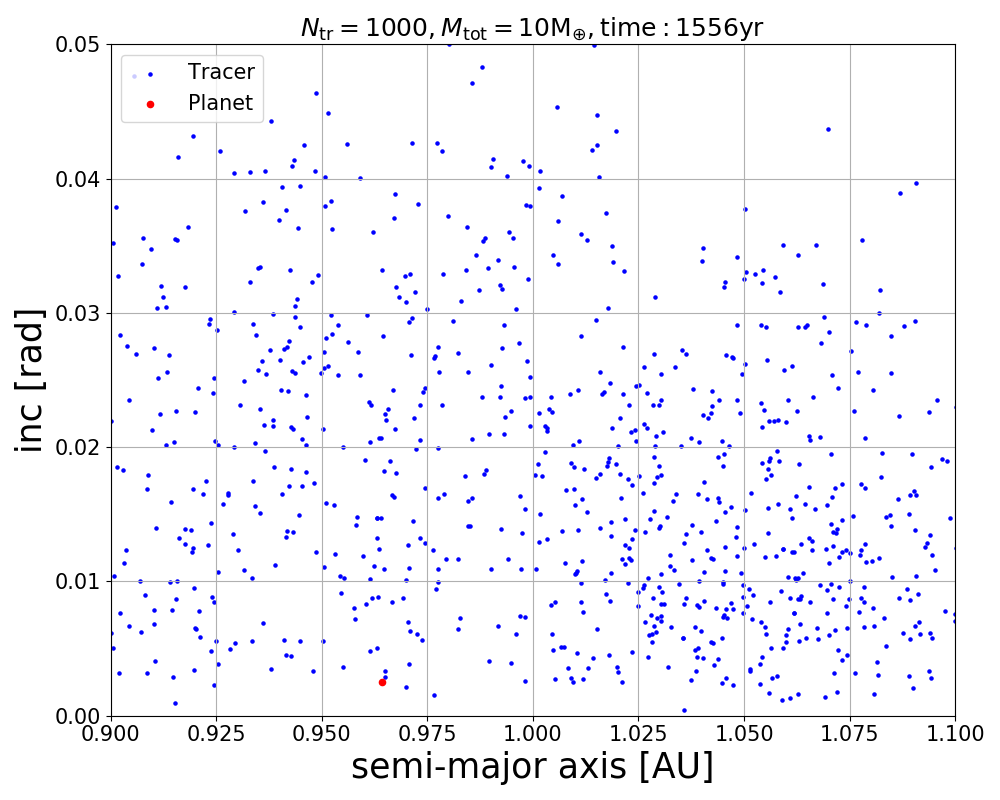 N_tr = 1000, M_tot = 10M_⊕, time : 1556yr
Tracer
Planet
0.05
0.04
0.03
0.02
0.01
0.00
inc [rad]
0.900 0.925 0.950 0.975 1.000 1.025 1.050 1.075 1.100
semi-major axis [AU]